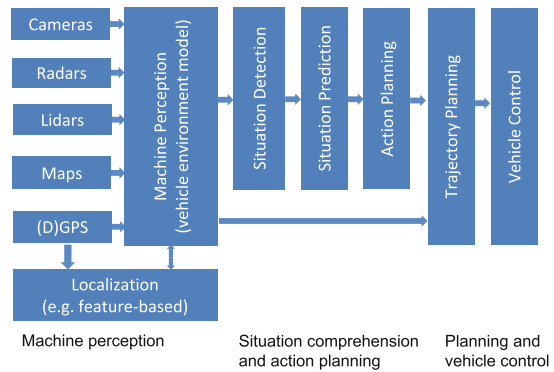 Cameras
Radars
Lidars
Maps
(D)GPS
Localization
(e.g. feature-based)
Machine Perception
(vehicle environment model)
Situation Detection
Situation Prediction
Action Planning
Trajectory Planning
Vehicle Control
Machine perception
Situation comprehension
and action planning
Planning and
vehicle control